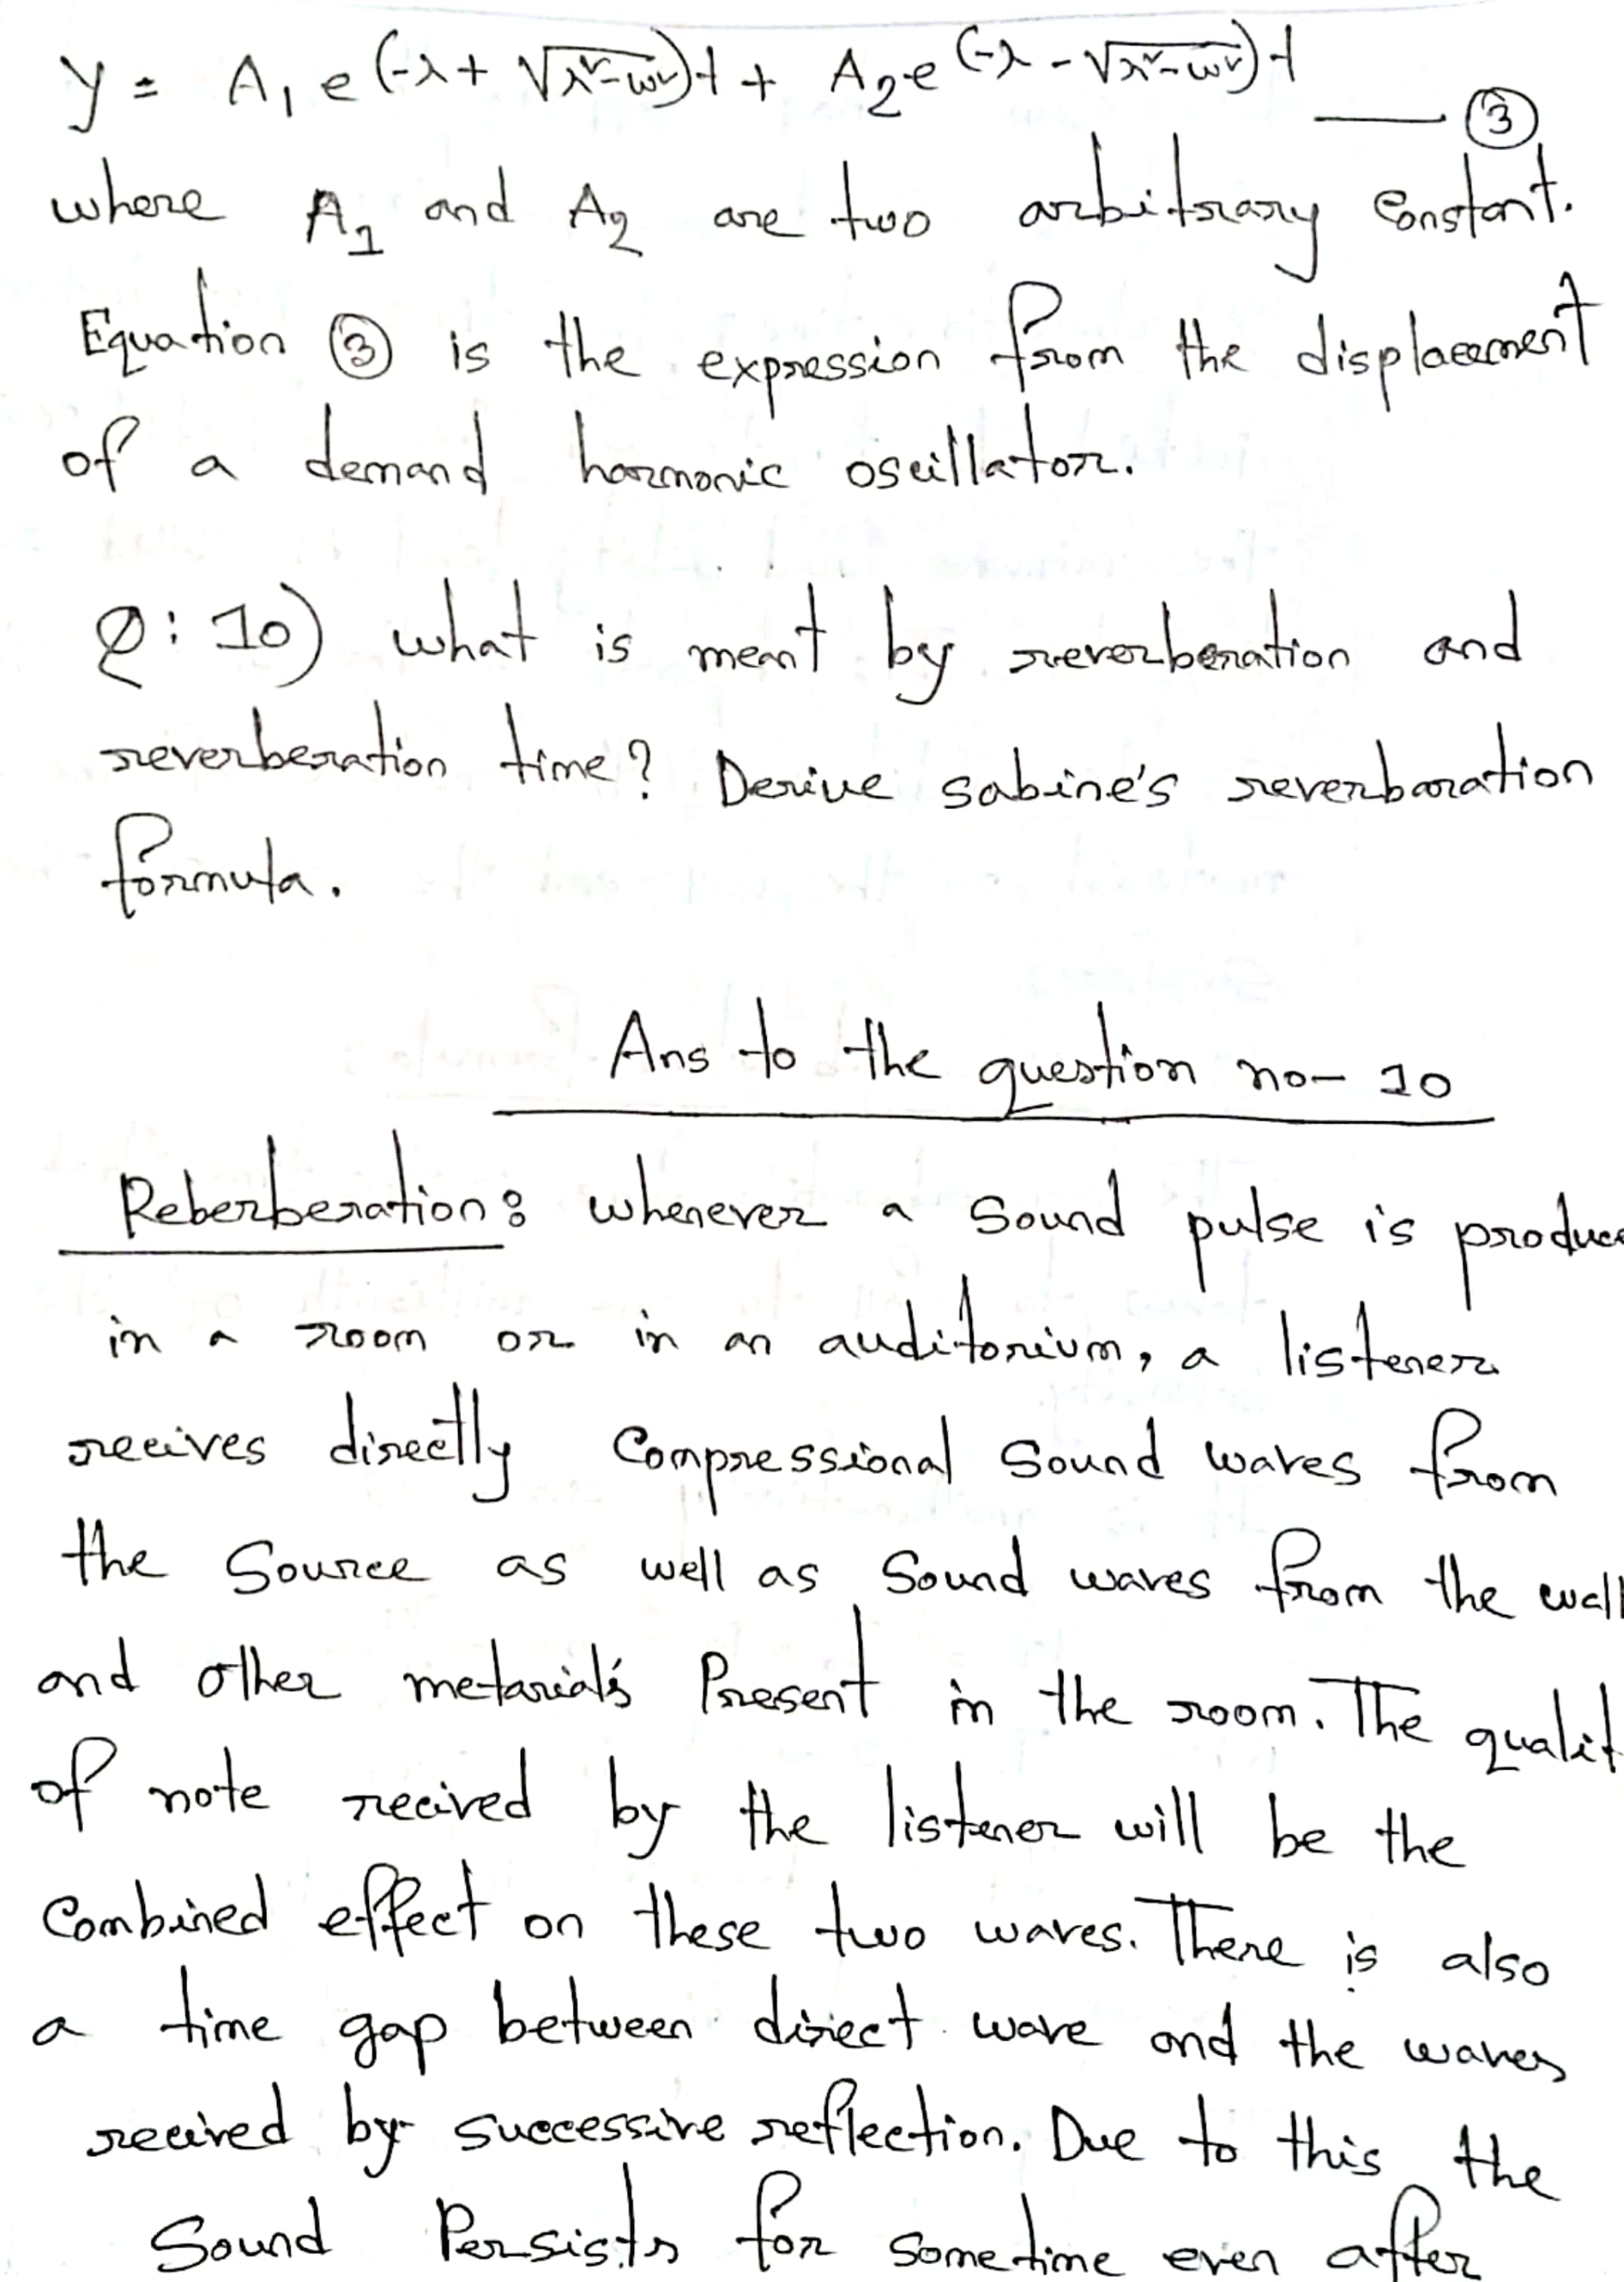 y = A₁ e^(-λ + √(λ²-ω²))t + A₂e^(-λ - √(λ²-ω²))t —— ③
where A₁ and A₂ are two arbitrary constant.
Equation ③ is the expression from the displacement
of a demand harmonic oscillator.
Q: 10) what is meant by reverberation and
reverberation time? Derive sabine's reverbaration
formula.
Ans to the question no- 10
Reberberation: whenever a sound pulse is produce
in a room or in an auditorium, a listener
recives directly compressional sound waves from
the source as well as sound waves from the wall
and other metarial's Present in the room. The qualit
of note recived by the listener will be the
combined effect on these two waves. There is also
a time gap between direct wave and the waves
recived by successive reflection. Due to this the
sound Persists for sometime even after